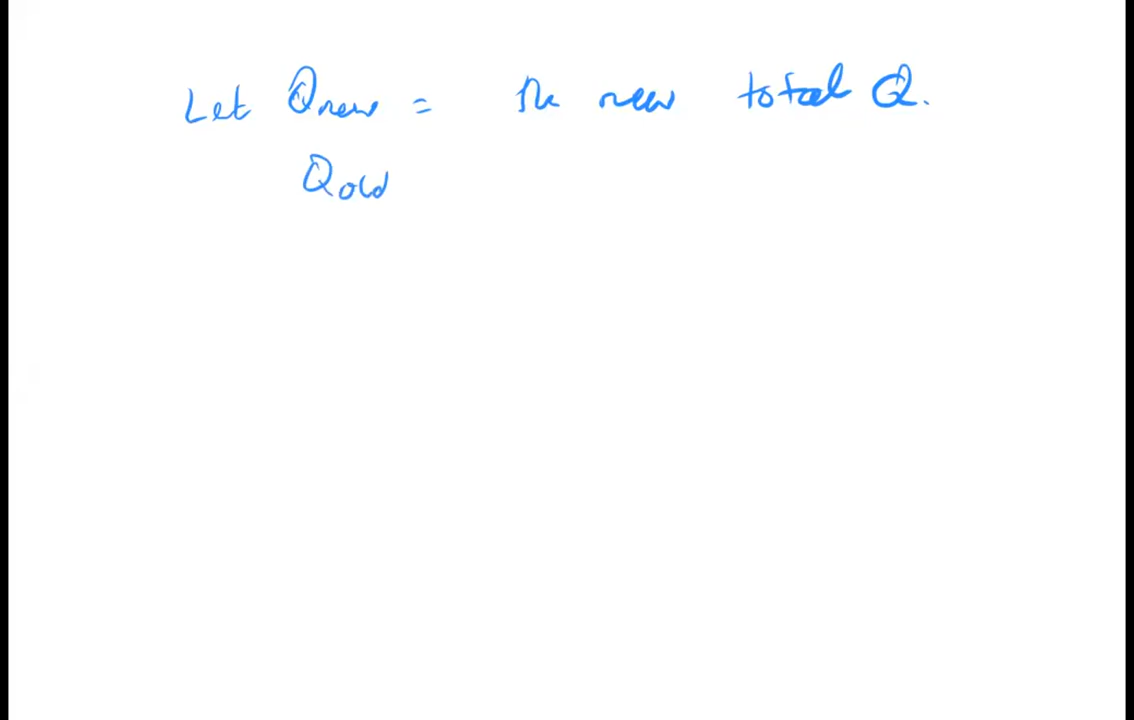 Let Qnew = the new total Q.
Qold